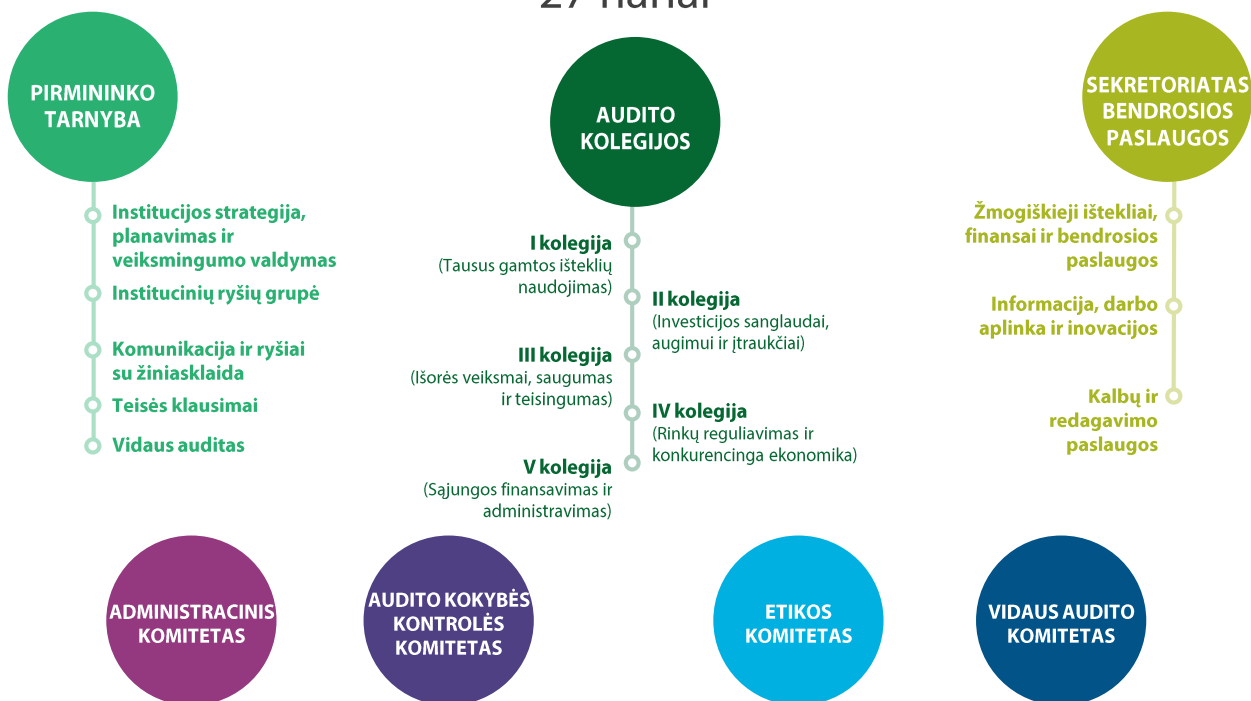 27 nariai
PIRMININKO
TARNYBA
Institucijos strategija,
planavimas ir
veiksmingumo valdymas
Institucinių ryšių grupė
Komunikacija ir ryšiai
su žiniasklaida
Teisės klausimai
Vidaus auditas
AUDITO
KOLEGIJOS
I kolegija
(Tausus gamtos išteklių
naudojimas)
II kolegija
(Investicijos sanglaudai,
augimui ir įtraukčiai)
III kolegija
(Išorės veiksmai, saugumas
ir teisingumas)
IV kolegija
(Rinkų reguliavimas ir
konkurencinga ekonomika)
V kolegija
(Sąjungos finansavimas ir
administravimas)
SEKRETORIATAS
BENDROSIOS
PASLAUGOS
Žmogiškieji ištekliai,
finansai ir bendrosios
paslaugos
Informacija, darbo
aplinka ir inovacijos
Kalbų ir
redagavimo
paslaugos
ADMINISTRACINIS
KOMITETAS
AUDITO KOKYBĖS
KONTROLĖS
KOMITETAS
ETIKOS
KOMITETAS
VIDAUS AUDITO
KOMITETAS